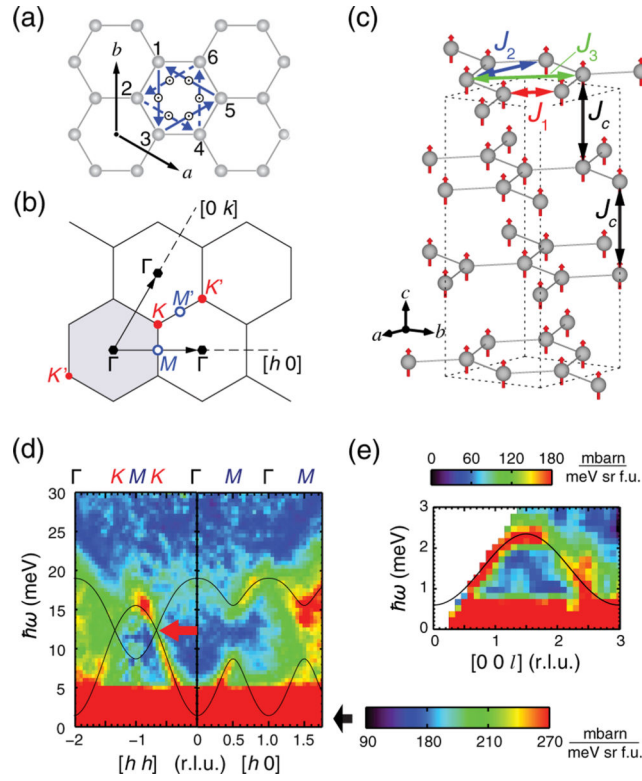 (a)
b
1
6
2
5
3
4
a
(b)
[0 k]
Γ
K
M'
K'
Γ
M
Γ
[h 0]
K'
(c)
J2
J3
J1
Jc
Jc
c
a
b
(d)
Γ K M K Γ M Γ M
30
25
20
15
10
5
0
ħω (meV)
−2 −1 0 0.5 1.0 1.5
[h h] (r.l.u.) [h 0]
(e)
0 60 120 180
mbarn
meV sr f.u.
3
2
1
0
ħω (meV)
0 1 2 3
[0 0 l] (r.l.u.)
90 180 210 270
mbarn
meV sr f.u.